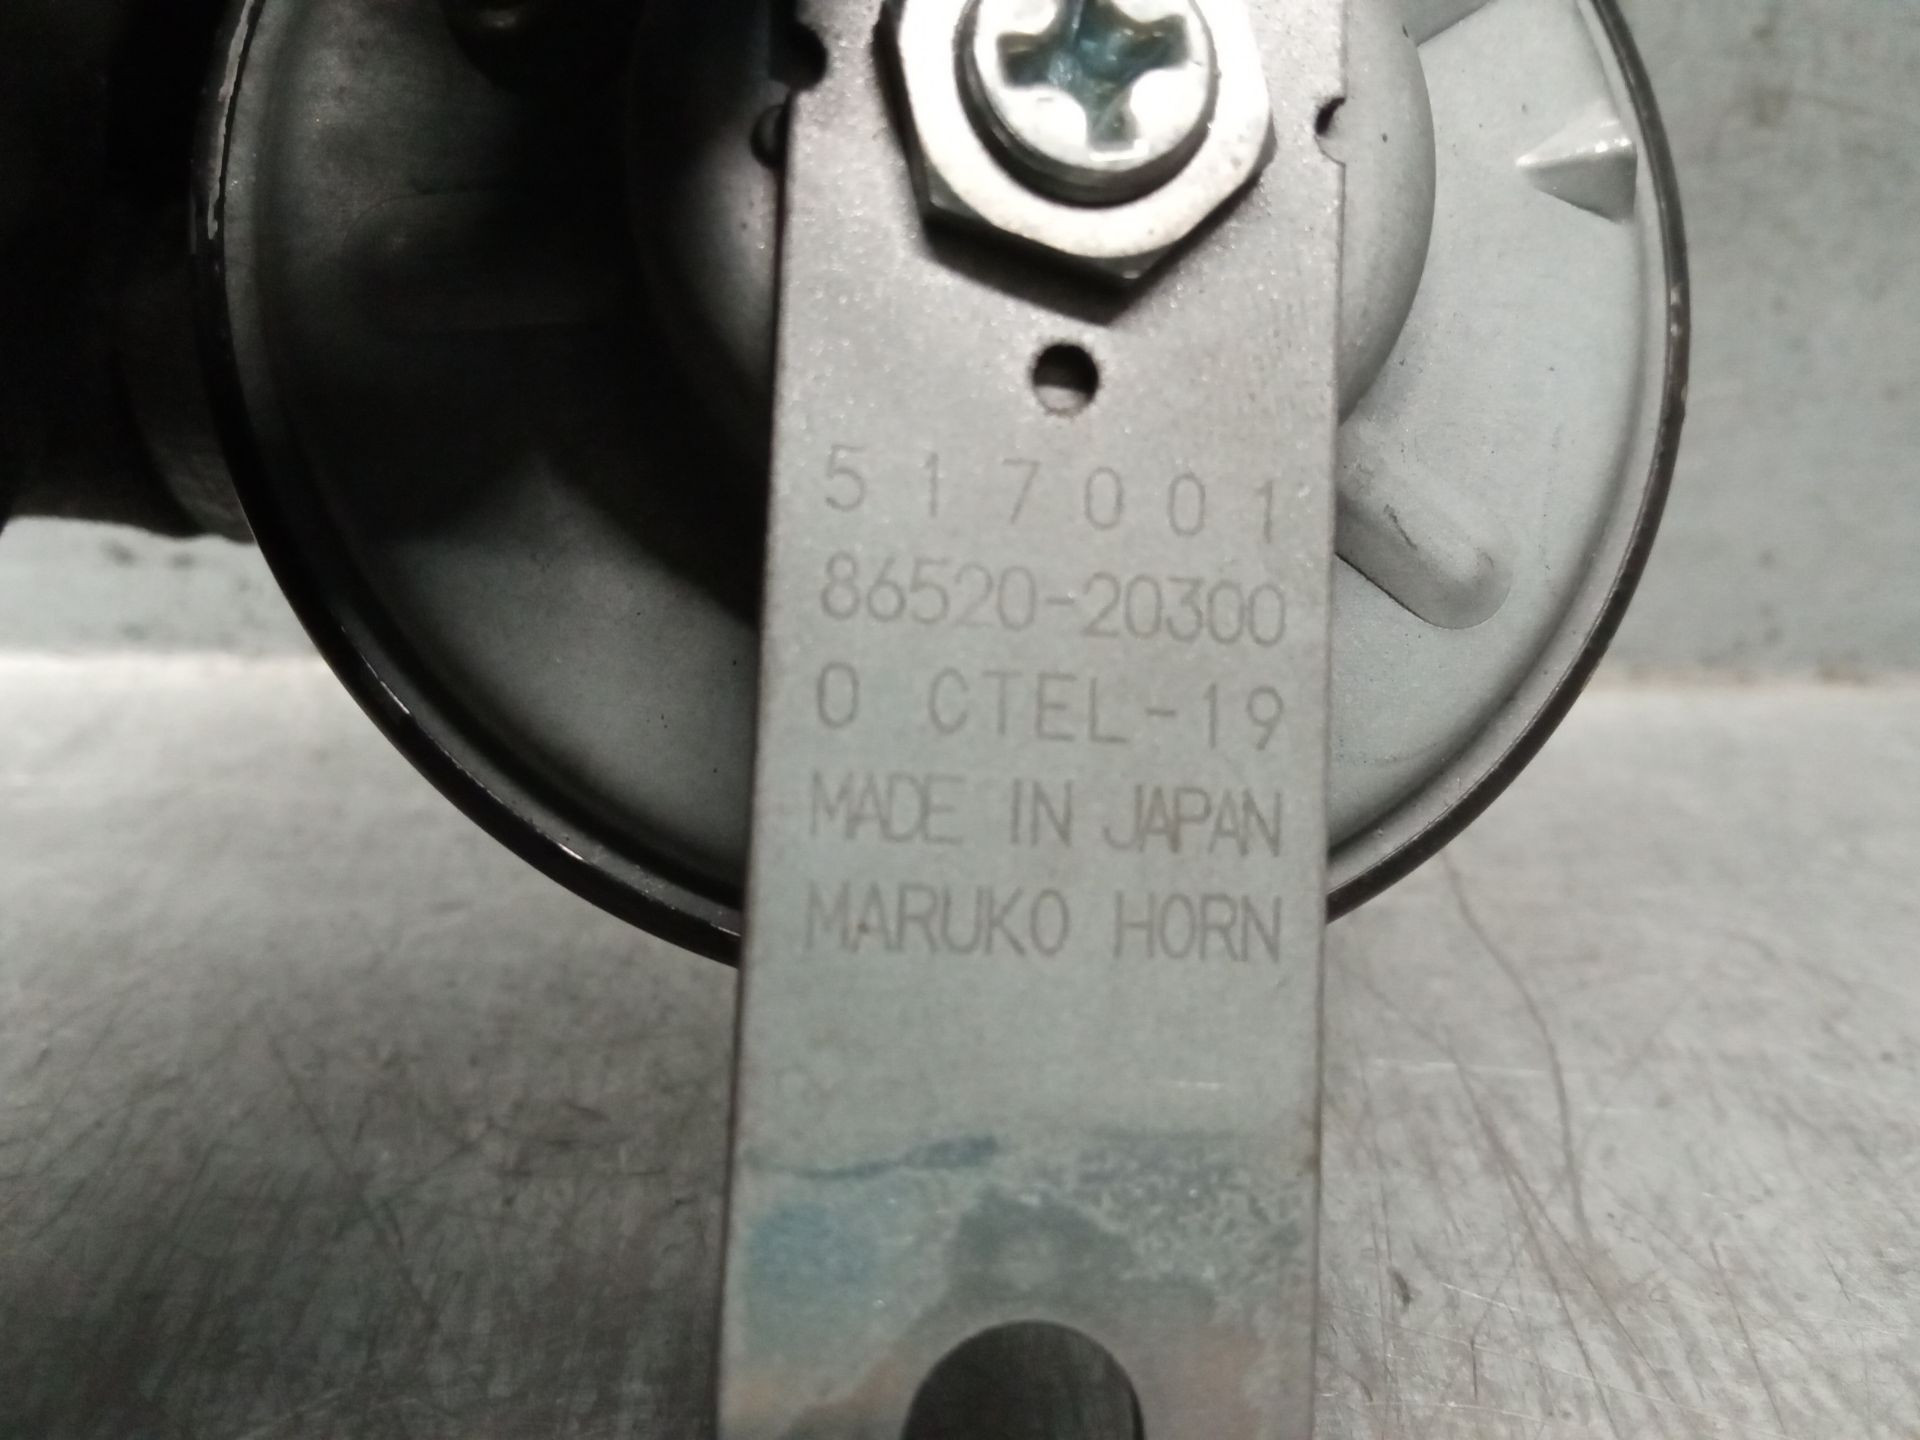 517001
86520-20300
0 CTEL-19
MADE IN JAPAN
MARUKO HORN